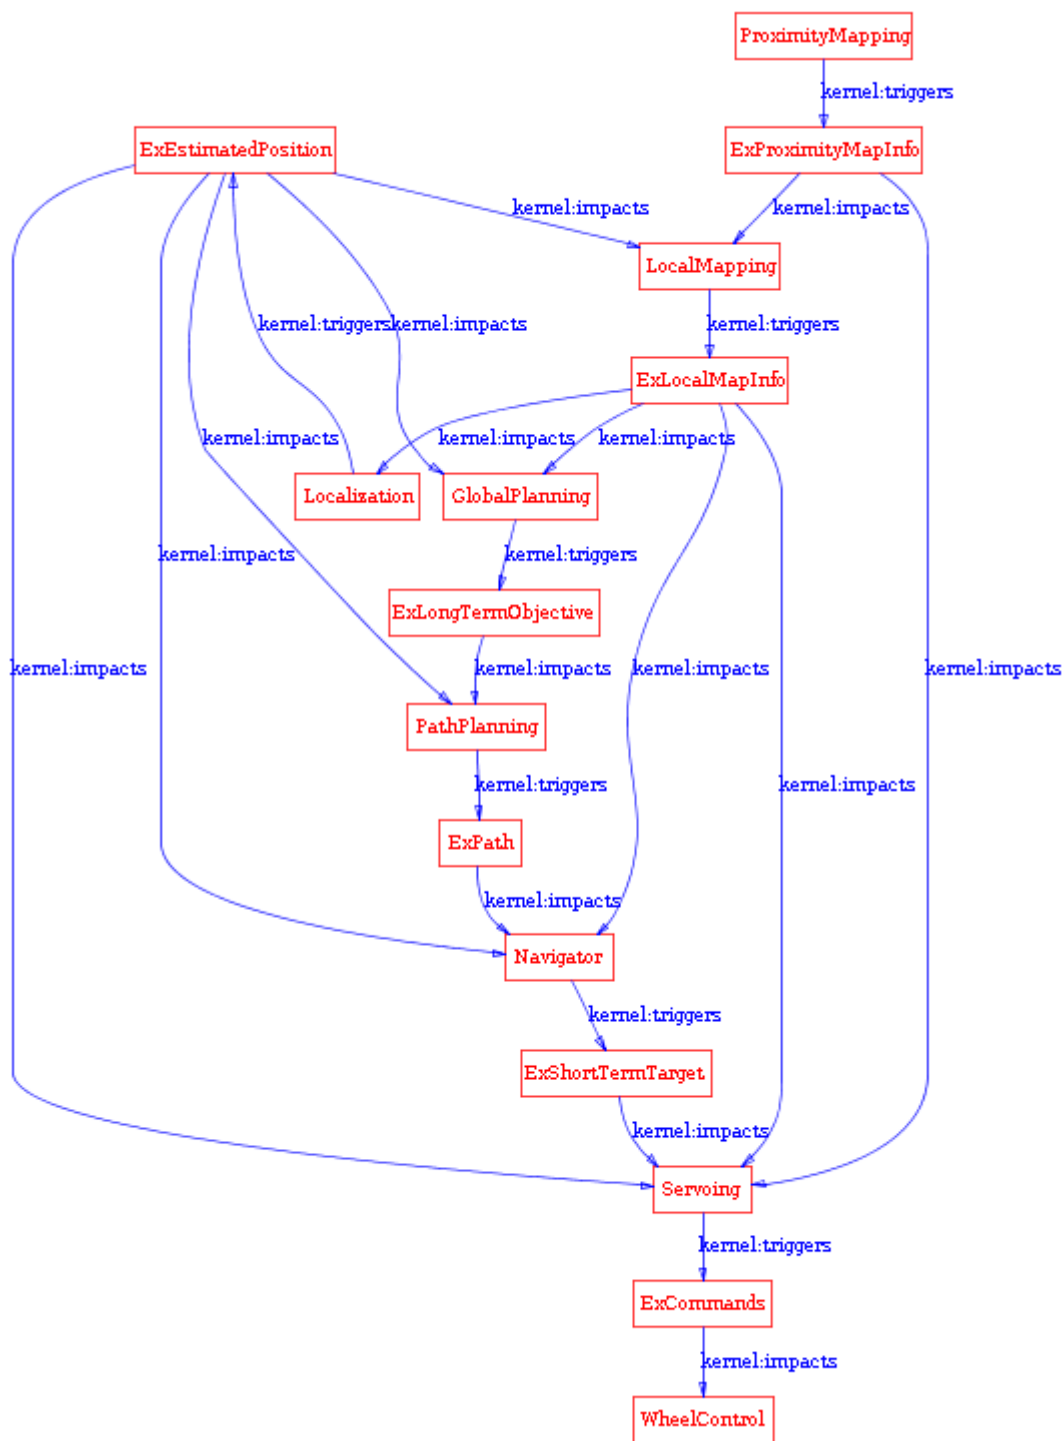 ProximityMapping
kernel:triggers
ExEstimatedPosition
ExProximityMapInfo
kernel:impacts
kernel:impacts
LocalMapping
kernel:triggers
kernel:impacts
kernel:triggers
ExLocalMapInfo
kernel:impacts
kernel:impacts
kernel:impacts
Localization
GlobalPlanning
kernel:impacts
kernel:triggers
ExLongTermObjective
kernel:impacts
kernel:impacts
kernel:impacts
kernel:impacts
PathPlanning
kernel:triggers
kernel:impacts
ExPath
kernel:impacts
Navigator
kernel:triggers
ExShortTermTarget
kernel:impacts
Servoing
kernel:triggers
ExCommands
kernel:impacts
WheelControl